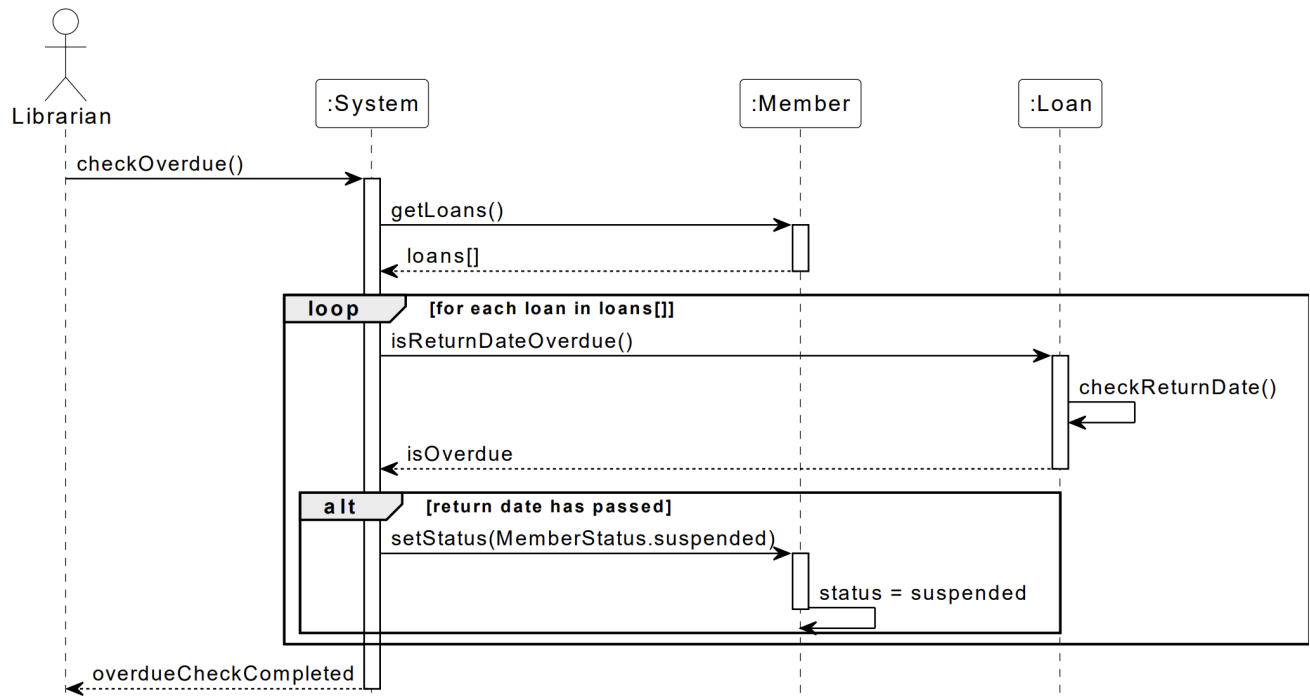 Librarian
:System
:Member
:Loan
checkOverdue()
getLoans()
loans[]
loop [for each loan in loans[]]
isReturnDateOverdue()
checkReturnDate()
isOverdue
alt [return date has passed]
setStatus(MemberStatus.suspended)
status = suspended
overdueCheckCompleted